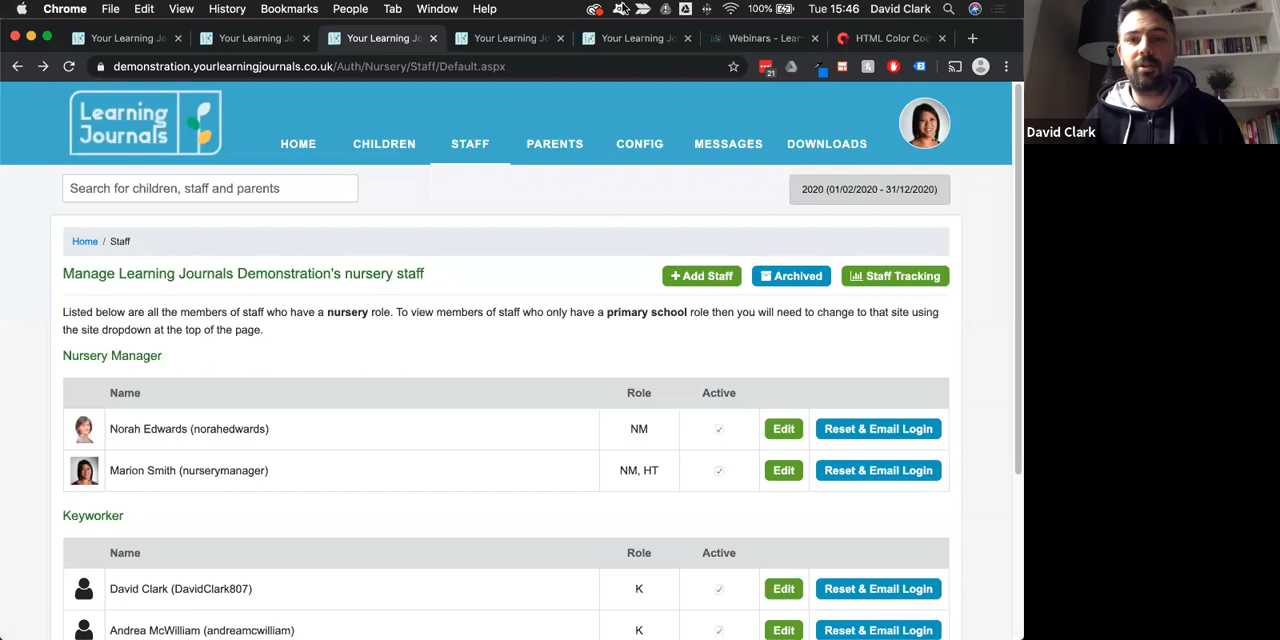 Chrome File Edit View History Bookmarks People Tab Window Help 100% Tue 15:46 David Clark
Your Learning Jo Your Learning Jo Your Learning Jo Your Learning Jo Your Learning Jo Webinars - Lear HTML Color Co
demonstration.yourlearningjournals.co.uk/Auth/Nursery/Staff/Default.aspx
21
David Clark
Learning
Journals
HOME CHILDREN STAFF PARENTS CONFIG MESSAGES DOWNLOADS
Search for children, staff and parents
2020 (01/02/2020 - 31/12/2020)
Home / Staff
Manage Learning Journals Demonstration's nursery staff
+ Add Staff Archived Staff Tracking
Listed below are all the members of staff who have a nursery role. To view members of staff who only have a primary school role then you will need to change to that site using
the site dropdown at the top of the page.
Nursery Manager
Name Role Active
Norah Edwards (norahedwards) NM Edit Reset & Email Login
Marion Smith (nurserymanager) NM, HT Edit Reset & Email Login
Keyworker
Name Role Active
David Clark (DavidClark807) K Edit Reset & Email Login
Andrea McWilliam (andreamcwilliam) K Edit Reset & Email Login